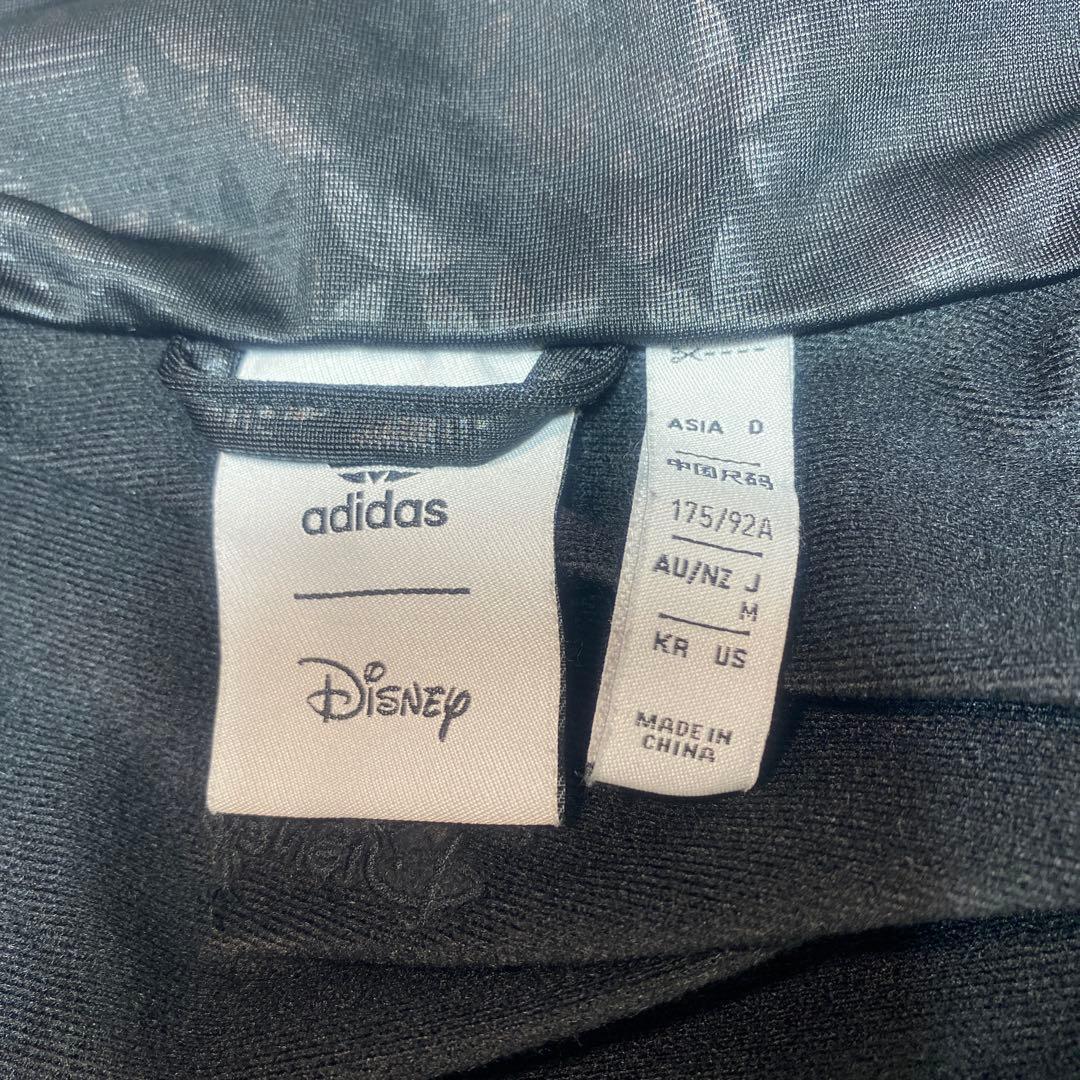 adidas
Disney
ASIA D
中国尺码
175/92A
AU/NZ J
M
KR US
MADE IN
CHINA